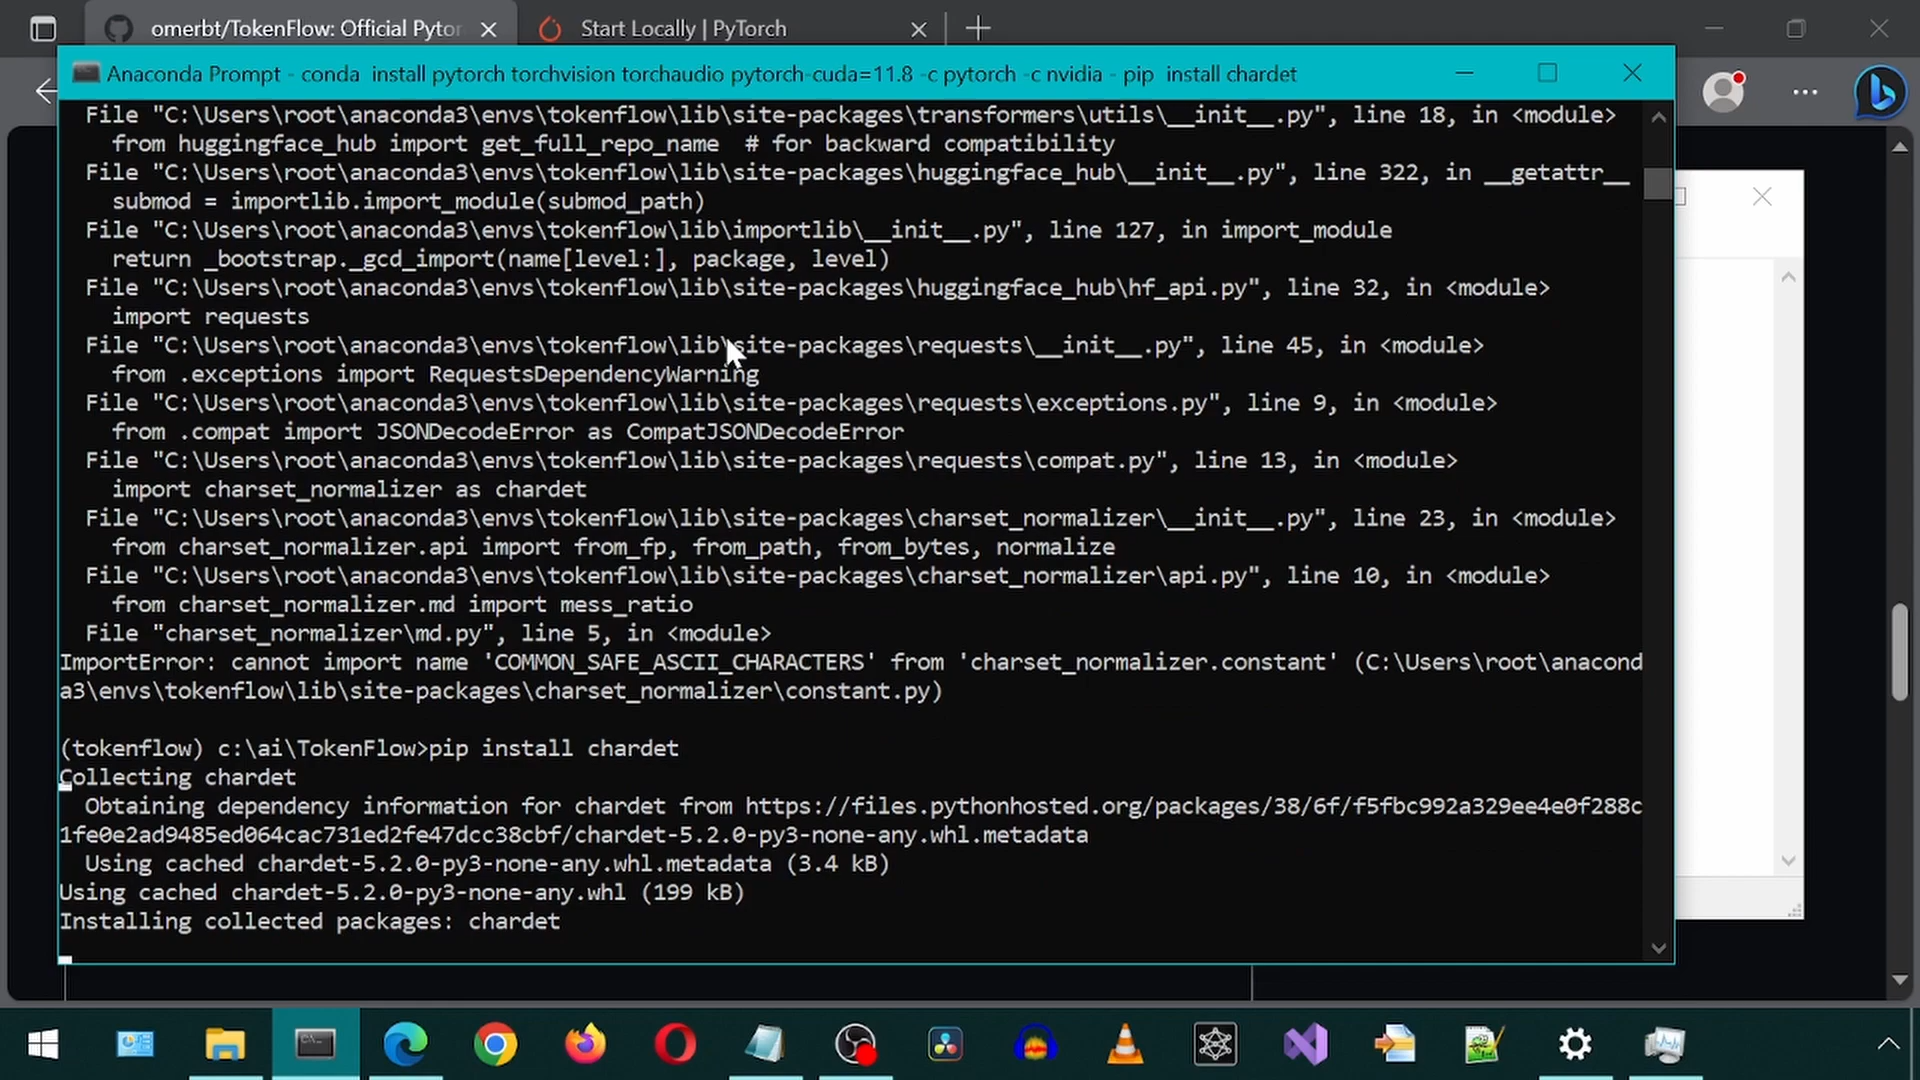 omerbt/TokenFlow: Official Pytor
Start Locally | PyTorch
Anaconda Prompt - conda  install pytorch torchvision torchaudio pytorch-cuda=11.8 -c pytorch -c nvidia - pip  install chardet
File "C:\Users\root\anaconda3\envs\tokenflow\lib\site-packages\transformers\utils\__init__.py", line 18, in <module>
from huggingface_hub import get_full_repo_name  # for backward compatibility
File "C:\Users\root\anaconda3\envs\tokenflow\lib\site-packages\huggingface_hub\__init__.py", line 322, in __getattr__
submod = importlib.import_module(submod_path)
File "C:\Users\root\anaconda3\envs\tokenflow\lib\importlib\__init__.py", line 127, in import_module
return _bootstrap._gcd_import(name[level:], package, level)
File "C:\Users\root\anaconda3\envs\tokenflow\lib\site-packages\huggingface_hub\hf_api.py", line 32, in <module>
import requests
File "C:\Users\root\anaconda3\envs\tokenflow\lib\site-packages\requests\__init__.py", line 45, in <module>
from .exceptions import RequestsDependencyWarning
File "C:\Users\root\anaconda3\envs\tokenflow\lib\site-packages\requests\exceptions.py", line 9, in <module>
from .compat import JSONDecodeError as CompatJSONDecodeError
File "C:\Users\root\anaconda3\envs\tokenflow\lib\site-packages\requests\compat.py", line 13, in <module>
import charset_normalizer as chardet
File "C:\Users\root\anaconda3\envs\tokenflow\lib\site-packages\charset_normalizer\__init__.py", line 23, in <module>
from charset_normalizer.api import from_fp, from_path, from_bytes, normalize
File "C:\Users\root\anaconda3\envs\tokenflow\lib\site-packages\charset_normalizer\api.py", line 10, in <module>
from charset_normalizer.md import mess_ratio
File "charset_normalizer\md.py", line 5, in <module>
ImportError: cannot import name 'COMMON_SAFE_ASCII_CHARACTERS' from 'charset_normalizer.constant' (C:\Users\root\anacond
a3\envs\tokenflow\lib\site-packages\charset_normalizer\constant.py)
(tokenflow) c:\ai\TokenFlow>pip install chardet
Collecting chardet
Obtaining dependency information for chardet from https://files.pythonhosted.org/packages/38/6f/f5fbc992a329ee4e0f288c
1fe0e2ad9485ed064cac731ed2fe47dcc38cbf/chardet-5.2.0-py3-none-any.whl.metadata
Using cached chardet-5.2.0-py3-none-any.whl.metadata (3.4 kB)
Using cached chardet-5.2.0-py3-none-any.whl (199 kB)
Installing collected packages: chardet